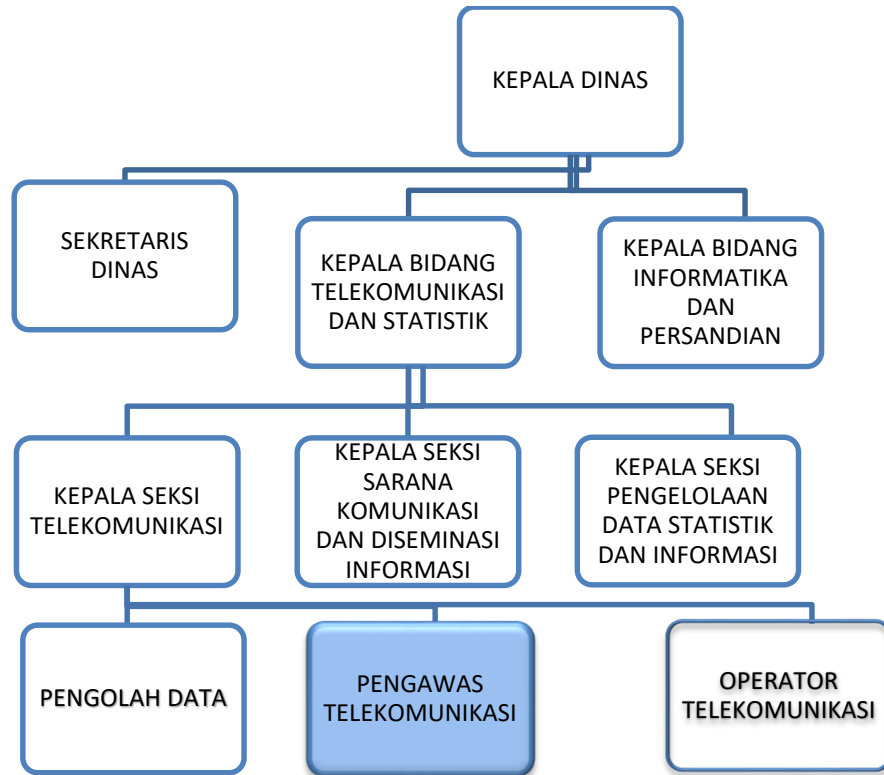 KEPALA DINAS
SEKRETARIS
DINAS
KEPALA BIDANG
TELEKOMUNIKASI
DAN STATISTIK
KEPALA BIDANG
INFORMATIKA
DAN
PERSANDIAN
KEPALA SEKSI
TELEKOMUNIKASI
KEPALA SEKSI
SARANA
KOMUNIKASI
DAN DISEMINASI
INFORMASI
KEPALA SEKSI
PENGELOLAAN
DATA STATISTIK
DAN INFORMASI
PENGOLAH DATA
PENGAWAS
TELEKOMUNIKASI
OPERATOR
TELEKOMUNIKASI